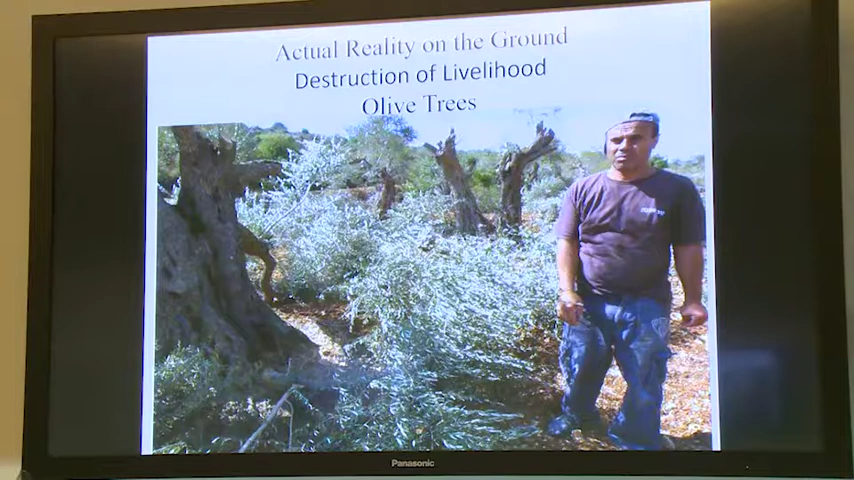 Actual Reality on the Ground
Destruction of Livelihood
Olive Trees
Panasonic